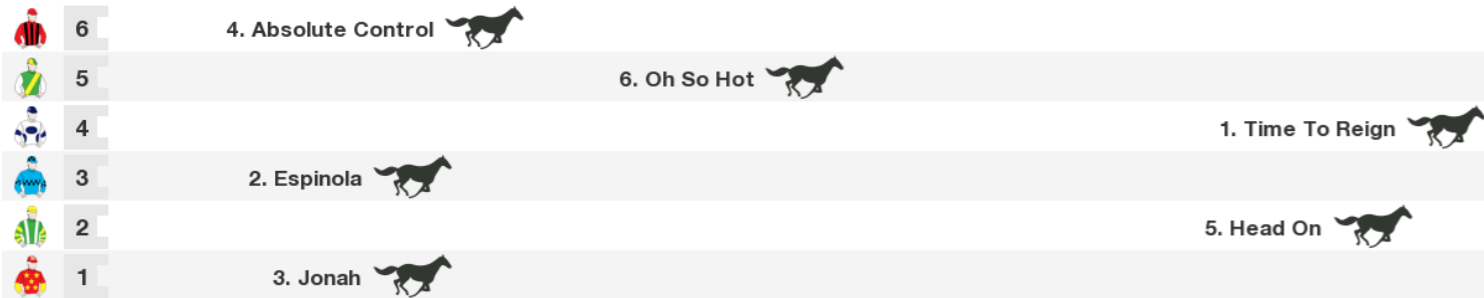 6 4. Absolute Control
5 6. Oh So Hot
4 1. Time To Reign
3 2. Espinola
2 5. Head On
1 3. Jonah